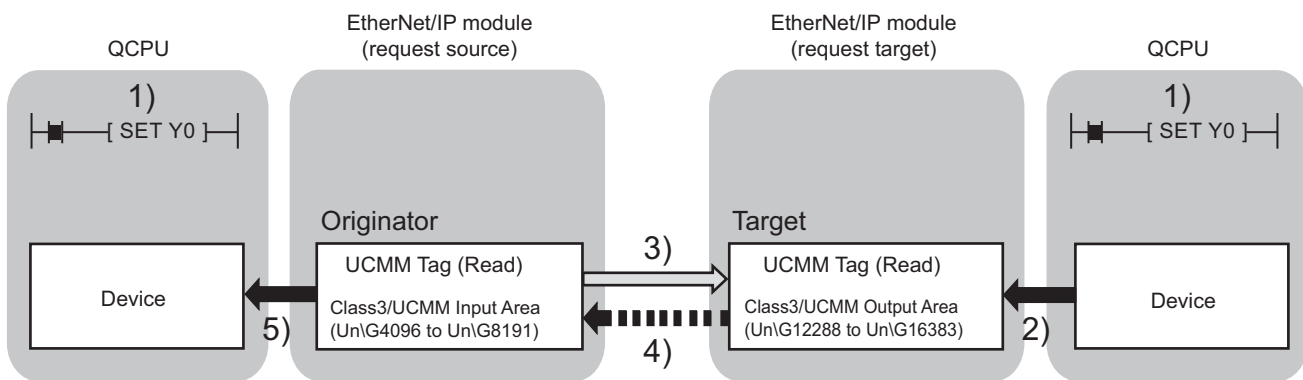 QCPU
EtherNet/IP module
(request source)
EtherNet/IP module
(request target)
QCPU
1)
[ SET Y0 ]
1)
[ SET Y0 ]
Originator
Target
3)
UCMM Tag (Read)
UCMM Tag (Read)
Device
Class3/UCMM Input Area
(Un\G4096 to Un\G8191)
Class3/UCMM Output Area
(Un\G12288 to Un\G16383)
Device
5)
4)
2)